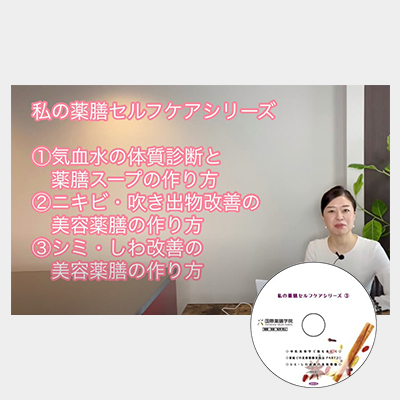 私の薬膳セルフケアシリーズ
①気血水の体質診断と
薬膳スープの作り方
②ニキビ・吹き出物改善の
美容薬膳の作り方
③シミ・しわ改善の
美容薬膳の作り方
私の薬膳セルフケアシリーズ ③
国際薬膳学院